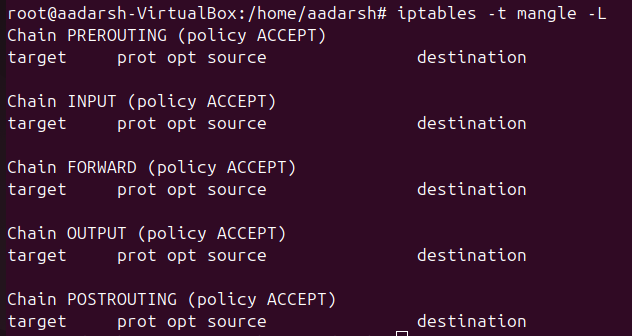 root@aadarsh-VirtualBox:/home/aadarsh# iptables -t mangle -L
Chain PREROUTING (policy ACCEPT)
target     prot opt source               destination

Chain INPUT (policy ACCEPT)
target     prot opt source               destination

Chain FORWARD (policy ACCEPT)
target     prot opt source               destination

Chain OUTPUT (policy ACCEPT)
target     prot opt source               destination

Chain POSTROUTING (policy ACCEPT)
target     prot opt source               destination